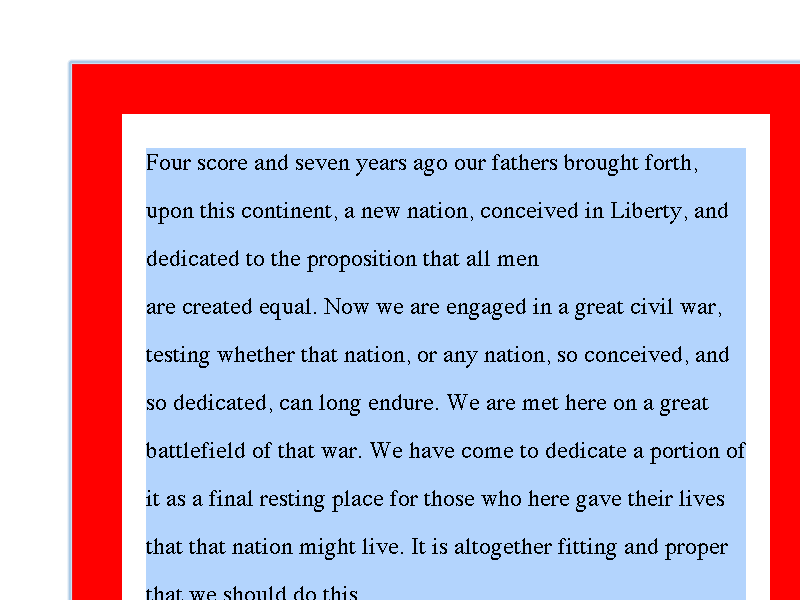 Four score and seven years ago our fathers brought forth,
upon this continent, a new nation, conceived in Liberty, and
dedicated to the proposition that all men
are created equal. Now we are engaged in a great civil war,
testing whether that nation, or any nation, so conceived, and
so dedicated, can long endure. We are met here on a great
battlefield of that war. We have come to dedicate a portion of
it as a final resting place for those who here gave their lives
that that nation might live. It is altogether fitting and proper
that we should do this